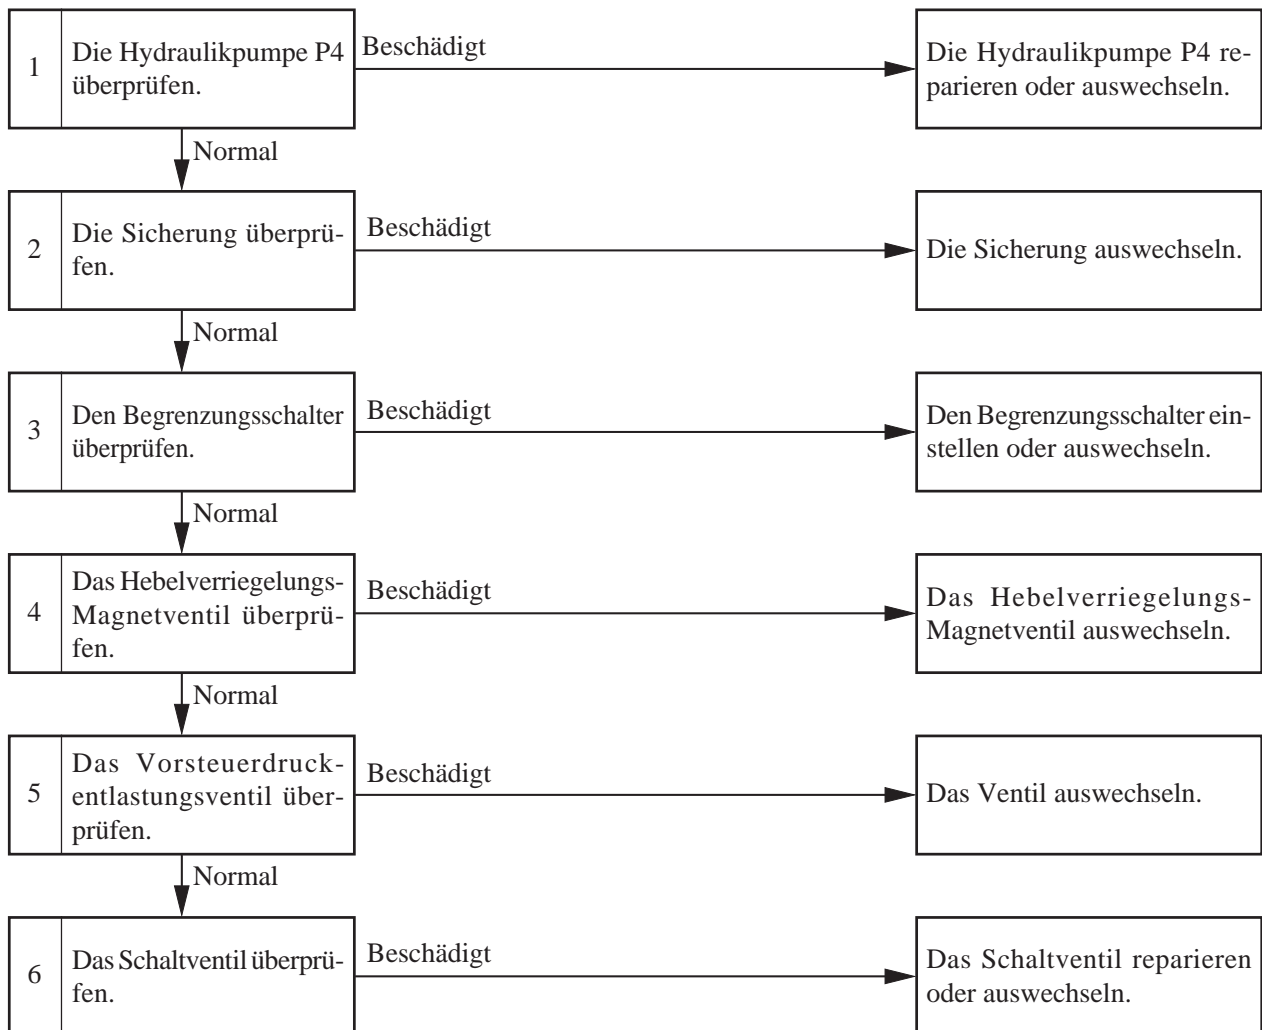 1
Die Hydraulikpumpe P4
überprüfen.
Beschädigt
Die Hydraulikpumpe P4 re-
parieren oder auswechseln.
Normal
2
Die Sicherung überprü-
fen.
Beschädigt
Die Sicherung auswechseln.
Normal
3
Den Begrenzungsschalter
überprüfen.
Beschädigt
Den Begrenzungsschalter ein-
stellen oder auswechseln.
Normal
4
Das Hebelverriegelungs-
Magnetventil überprü-
fen.
Beschädigt
Das Hebelverriegelungs-
Magnetventil auswechseln.
Normal
5
Das Vorsteuerdruck-
entlastungsventil über-
prüfen.
Beschädigt
Das Ventil auswechseln.
Normal
6
Das Schaltventil überprü-
fen.
Beschädigt
Das Schaltventil reparieren
oder auswechseln.